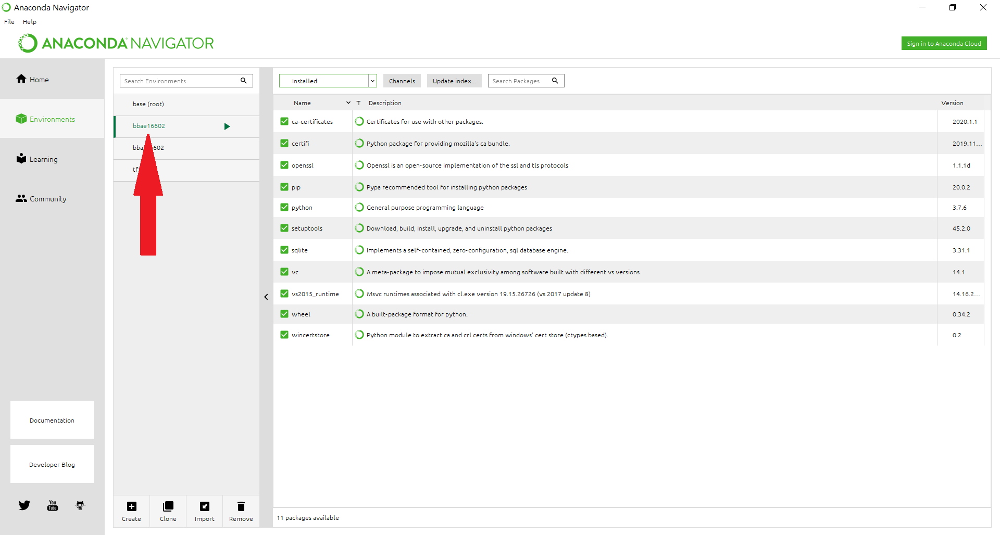 Anaconda Navigator
File Help
ANACONDA NAVIGATOR
Sign in to Anaconda Cloud
Home
Environments
Learning
Community
Documentation
Developer Blog
You Tube
Search Environments
base (root)
bbae16602
tf
Create Clone Import Remove
Installed Channels Update index... Search Packages
Name T Description Version
ca-certificates Certificates for use with other packages. 2020.1.1
certifi Python package for providing mozilla's ca bundle. 2019.11...
openssl Openssl is an open-source implementation of the ssl and tls protocols 1.1.1d
pip Pypa recommended tool for installing python packages 20.0.2
python General purpose programming language 3.7.6
setuptools Download, build, install, upgrade, and uninstall python packages 45.2.0
sqlite Implements a self-contained, zero-configuration, sql database engine. 3.31.1
vc A meta-package to impose mutual exclusivity among software built with different vs versions 14.1
vs2015_runtime Msvc runtimes associated with cl.exe version 19.15.26726 (vs 2017 update 8) 14.16.2...
wheel A built-package format for python. 0.34.2
wincertstore Python module to extract ca and crl certs from windows' cert store (ctypes based). 0.2
11 packages available